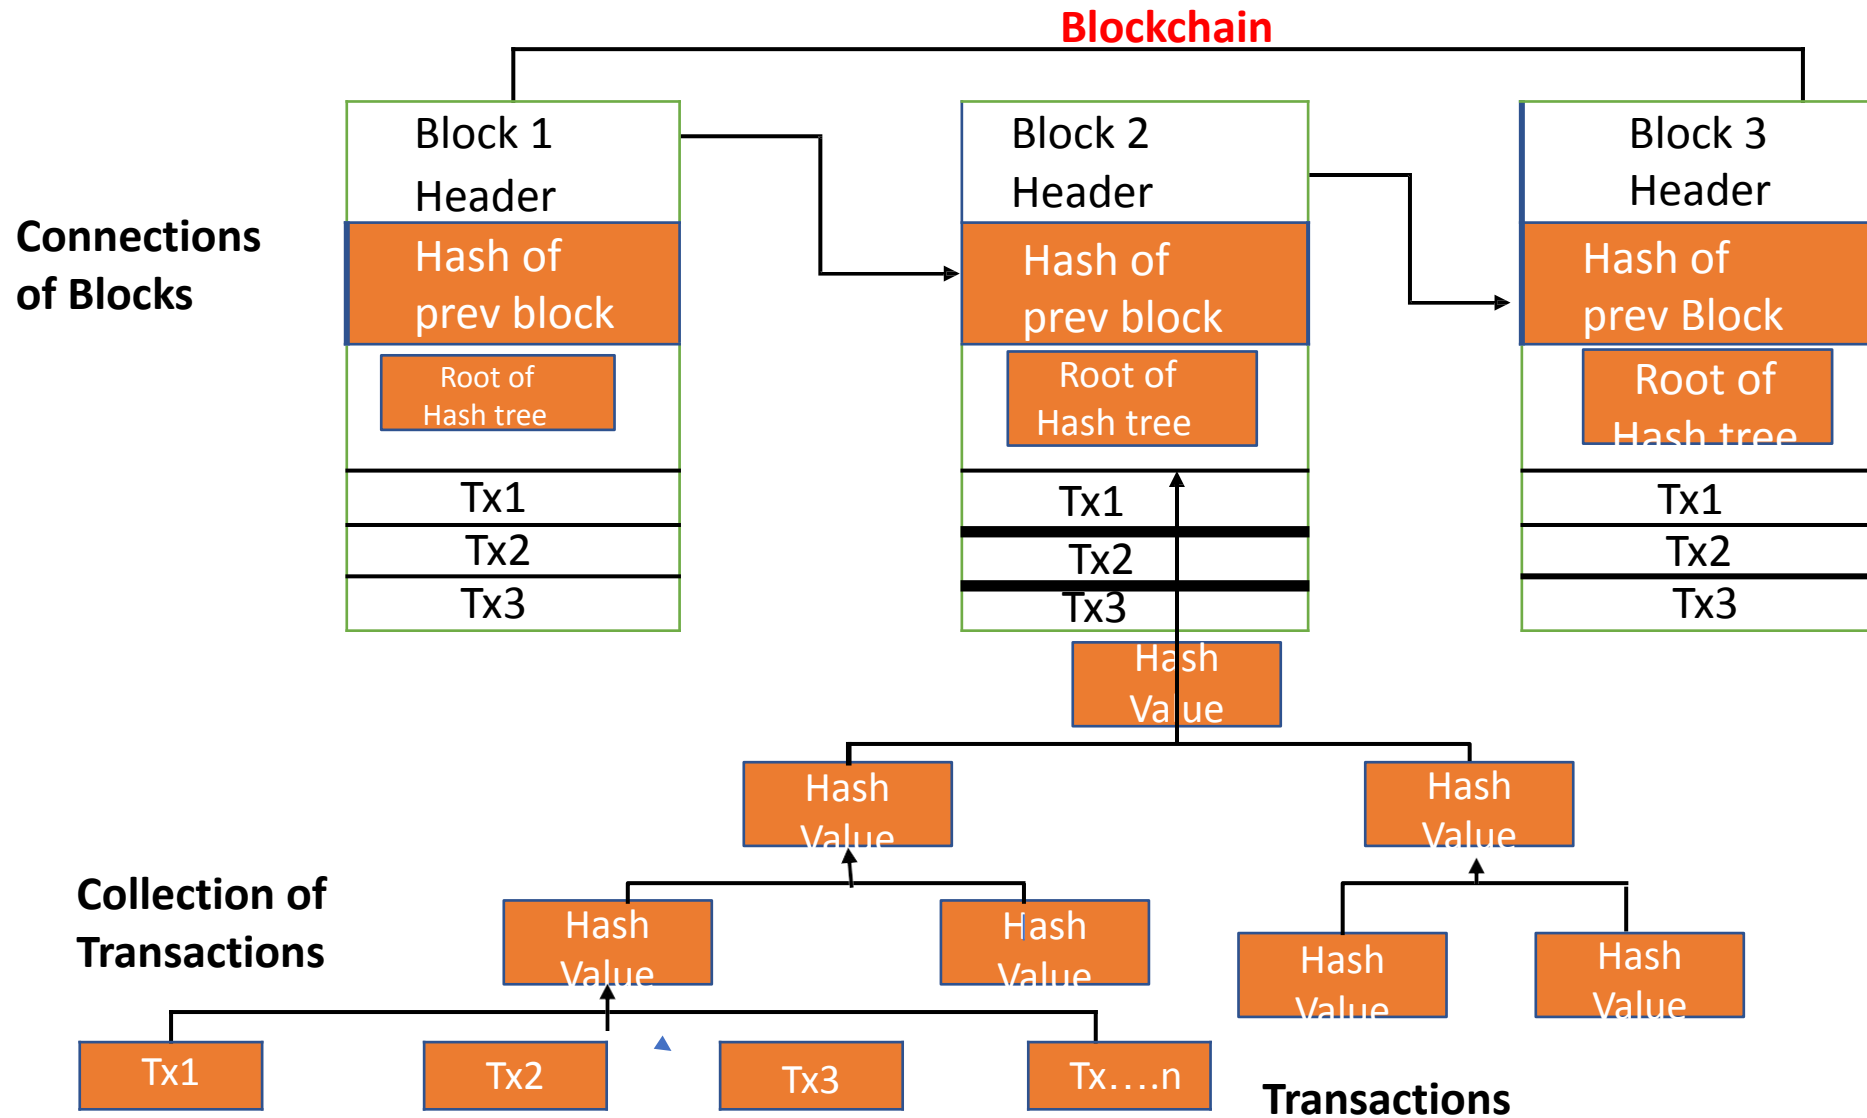 Blockchain
Block 1
Header
Hash of
prev block
Root of
Hash tree
Tx1
Tx2
Tx3
Block 2
Header
Hash of
prev block
Root of
Hash tree
Tx1
Tx2
Tx3
Block 3
Header
Hash of
prev Block
Root of
Hash tree
Tx1
Tx2
Tx3
Connections
of Blocks
Hash
Value
Hash
Value
Hash
Value
Collection of
Transactions
Hash
Value
Hash
Value
Hash
Value
Hash
Value
Tx1
Tx2
Tx3
Tx….n
Transactions